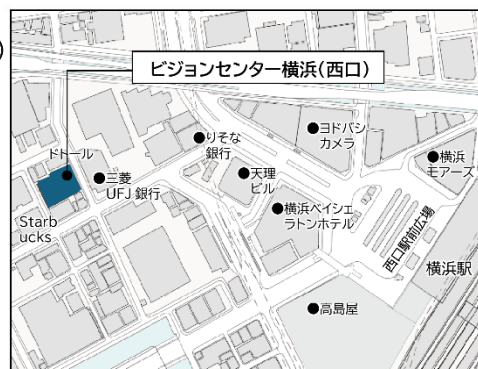 )
ビジョンセンター横浜(西口)
ドトール
●三菱
UFJ 銀行
Starb
ucks
●りそな
銀行
●天理
ビル
●ヨドバシ
カメラ
●横浜
モアーズ
●横浜ベイシェ
ラトンホテル
西口駅前広場
横浜駅
●高島屋